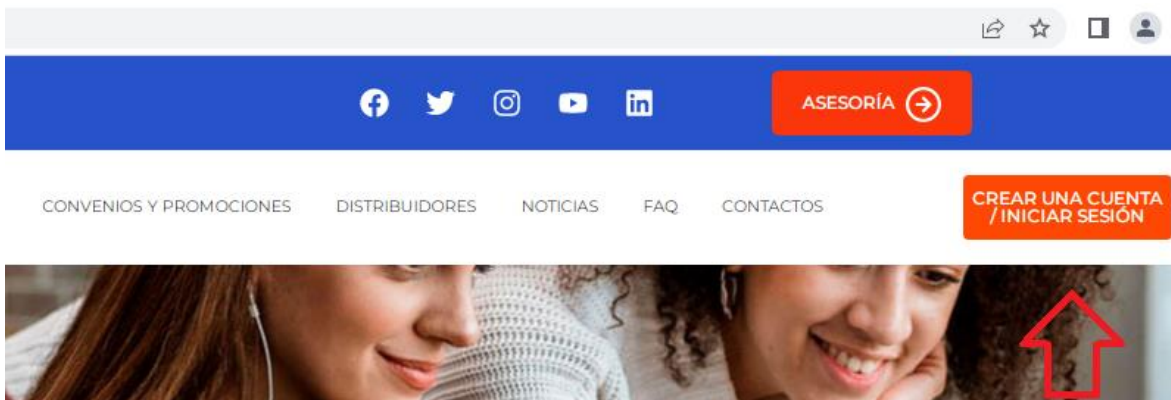 ASESORÍA
CONVENIOS Y PROMOCIONES DISTRIBUIDORES NOTICIAS FAQ CONTACTOS
CREAR UNA CUENTA
/ INICIAR SESIÓN